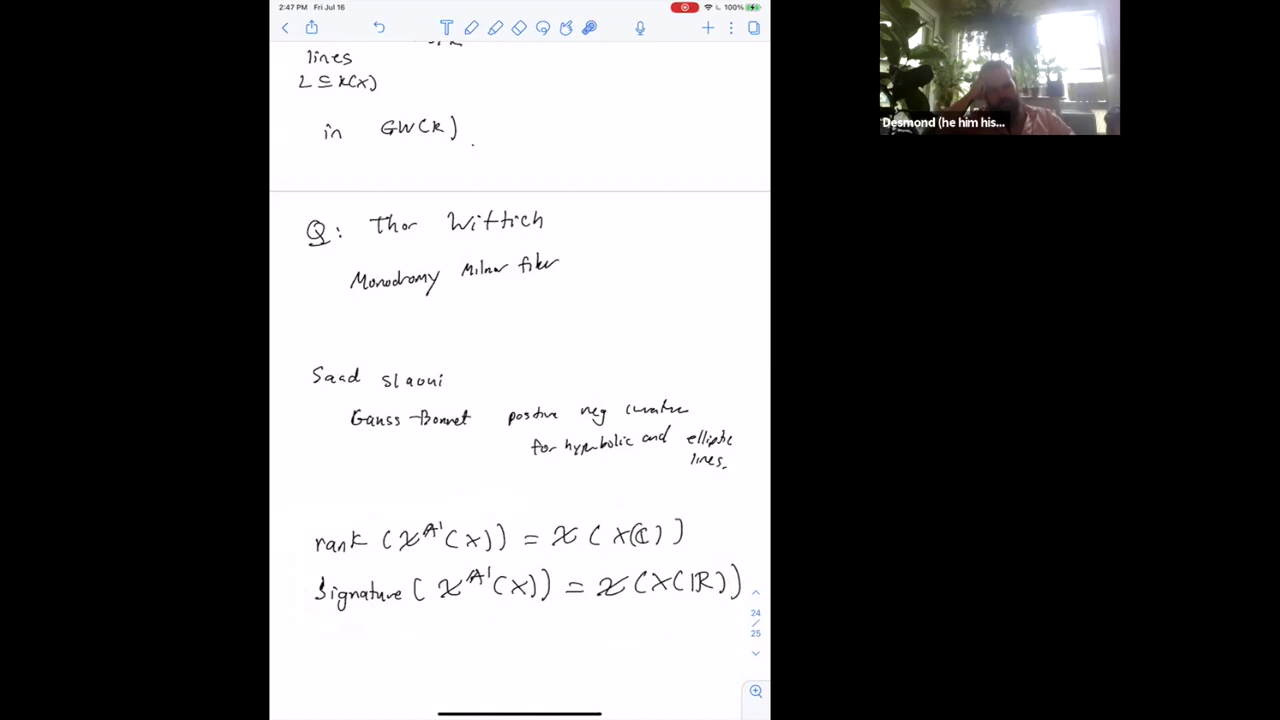 2:47 PM Fri Jul 16
100%
lines
L ⊆ k(X)
in GW(k).
Q: Thor Wittich
Monodromy Milnor fiber
Saad Slaoui
Gauss-Bonnet positive neg curvature
for hyperbolic and elliptic
lines.
rank (χ^A¹(X)) = χ(X(ℂ))
Signature (χ^A¹(X)) = χ(X(ℝ))
24
/
25
Desmond (he him his...